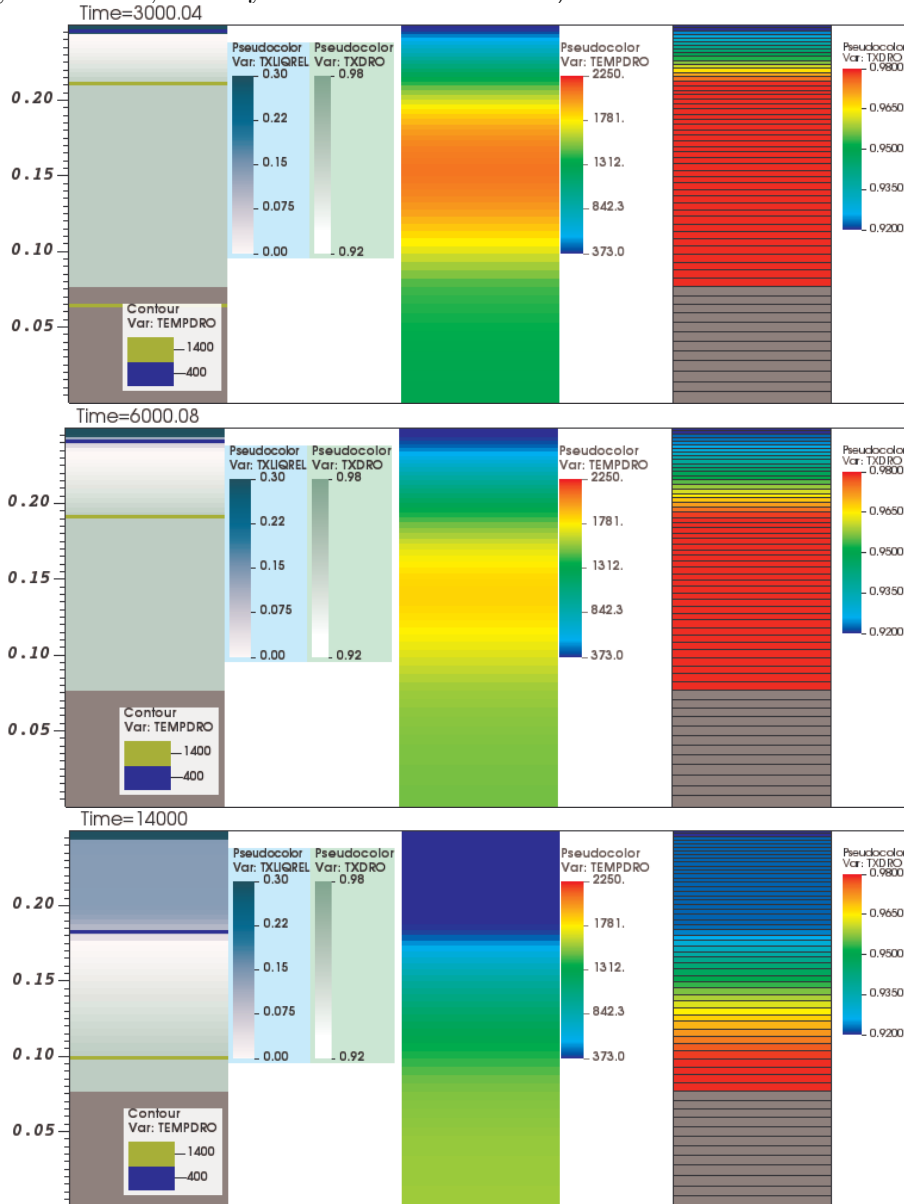 Time=3000.04
Pseudocolor
Var: TXLIQREL
0.30
0.22
0.15
0.075
0.00
Pseudocolor
Var: TXDRO
0.98
0.92
Pseudocolor
Var: TEMPDRO
2250.
1781.
1312.
842.3
373.0
Pseudocolor
Var: TXDRO
0.9800
0.9650
0.9500
0.9350
0.9200
0.20
0.15
0.10
0.05
Contour
Var: TEMPDRO
1400
400
Time=6000.08
Pseudocolor
Var: TXLIQREL
0.30
0.22
0.15
0.075
0.00
Pseudocolor
Var: TXDRO
0.98
0.92
Pseudocolor
Var: TEMPDRO
2250.
1781.
1312.
842.3
373.0
Pseudocolor
Var: TXDRO
0.9800
0.9650
0.9500
0.9350
0.9200
0.20
0.15
0.10
0.05
Contour
Var: TEMPDRO
1400
400
Time=14000
Pseudocolor
Var: TXLIQREL
0.30
0.22
0.15
0.075
0.00
Pseudocolor
Var: TXDRO
0.98
0.92
Pseudocolor
Var: TEMPDRO
2250.
1781.
1312.
842.3
373.0
Pseudocolor
Var: TXDRO
0.9800
0.9650
0.9500
0.9350
0.9200
0.20
0.15
0.10
0.05
Contour
Var: TEMPDRO
1400
400